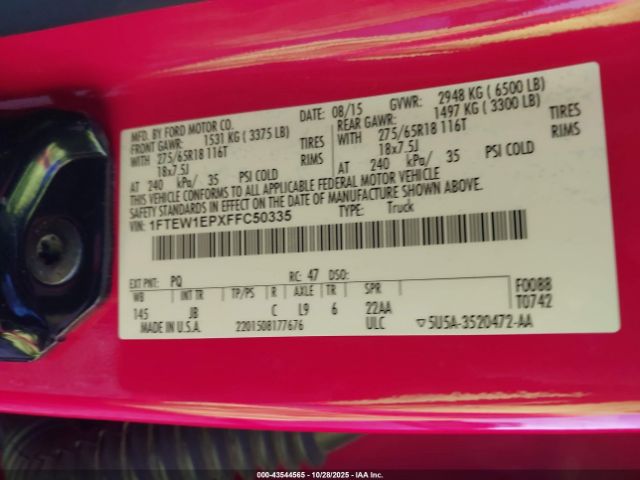 MFD. BY FORD MOTOR CO.
DATE: 08/15 GVWR: 2948 KG ( 6500 LB)
FRONT GAWR: 1531 KG ( 3375 LB) REAR GAWR: 1497 KG ( 3300 LB)
WITH 275/65R18 116T TIRES WITH 275/65R18 116T TIRES
18x7.5J RIMS 18x7.5J RIMS
AT 240 kPa/ 35 PSI COLD AT 240 kPa/ 35 PSI COLD
THIS VEHICLE CONFORMS TO ALL APPLICABLE FEDERAL MOTOR VEHICLE
SAFETY STANDARDS IN EFFECT ON THE DATE OF MANUFACTURE SHOWN ABOVE.
VIN: 1FTEW1EPXFFC50335 TYPE: Truck
EXT PNT: PQ RC: 47 DSO:
WB INT TR TP/PS R AXLE TR SPR F0088
145 JB C L9 6 22AA T0742
MADE IN U.S.A. 2201508177676 ULC ▽5U5A-3520472-AA
000-43544565 | 10/28/2025 - Copyright © 2025 IAA, Inc.